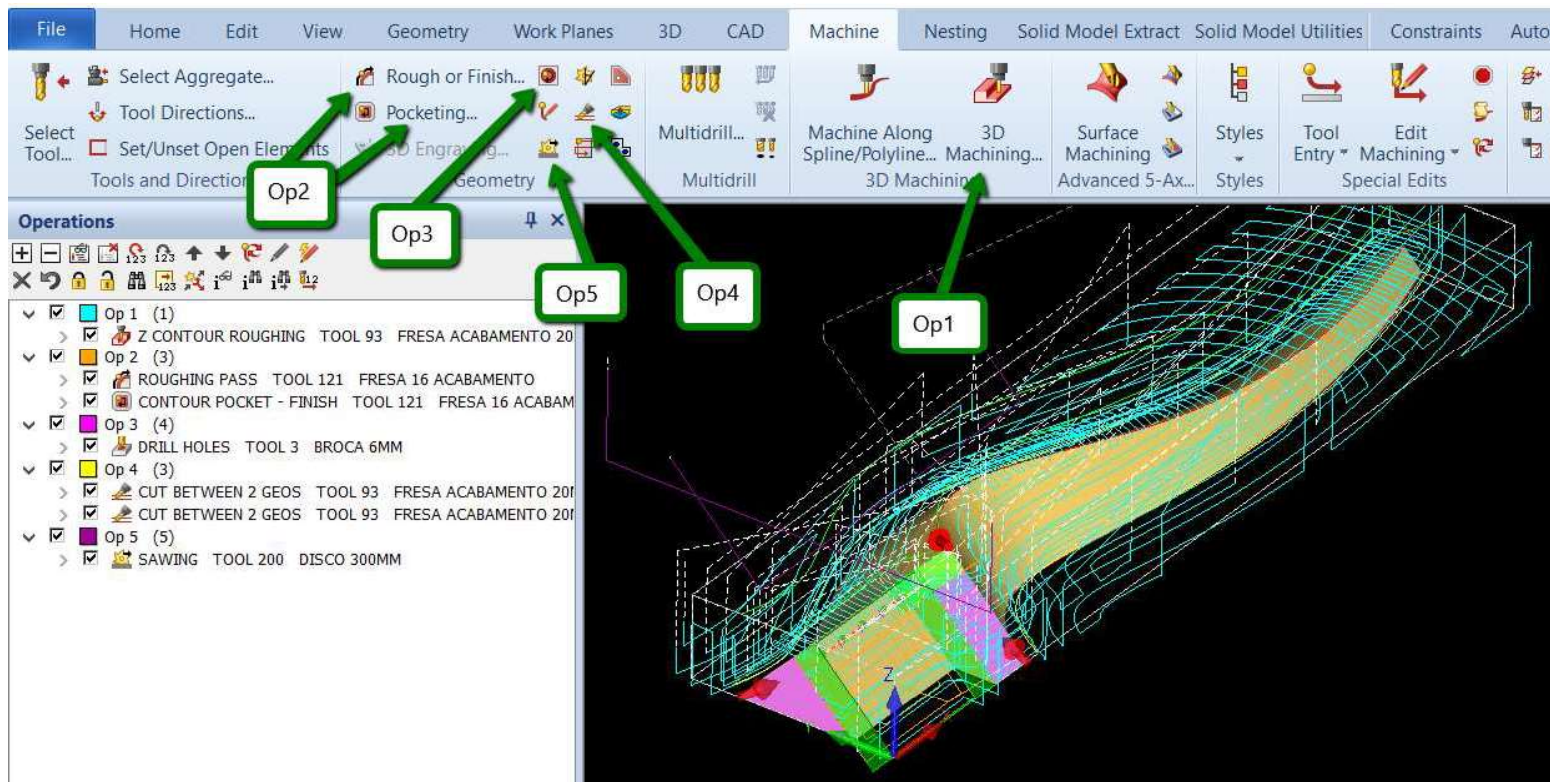 File Home Edit View Geometry Work Planes 3D CAD Machine Nesting Solid Model Extract Solid Model Utilities Constraints Auto
Select Tool...
Select Aggregate...
Tool Directions...
Set/Unset Open Elements
Tools and Direction
Rough or Finish...
Pocketing...
3D Engraving...
Geometry
Multidrill...
Multidrill
Machine Along Spline/Polyline...
3D Machining...
3D Machining
Surface Machining
Advanced 5-Ax...
Styles
Styles
Tool Entry
Edit Machining
Special Edits
Op2
Op3
Op5
Op4
Op1
Operations
Op 1 (1)
Z CONTOUR ROUGHING TOOL 93 FRESA ACABAMENTO 20
Op 2 (3)
ROUGHING PASS TOOL 121 FRESA 16 ACABAMENTO
CONTOUR POCKET - FINISH TOOL 121 FRESA 16 ACABAM
Op 3 (4)
DRILL HOLES TOOL 3 BROCA 6MM
Op 4 (3)
CUT BETWEEN 2 GEOS TOOL 93 FRESA ACABAMENTO 20
CUT BETWEEN 2 GEOS TOOL 93 FRESA ACABAMENTO 20
Op 5 (5)
SAWING TOOL 200 DISCO 300MM
Z